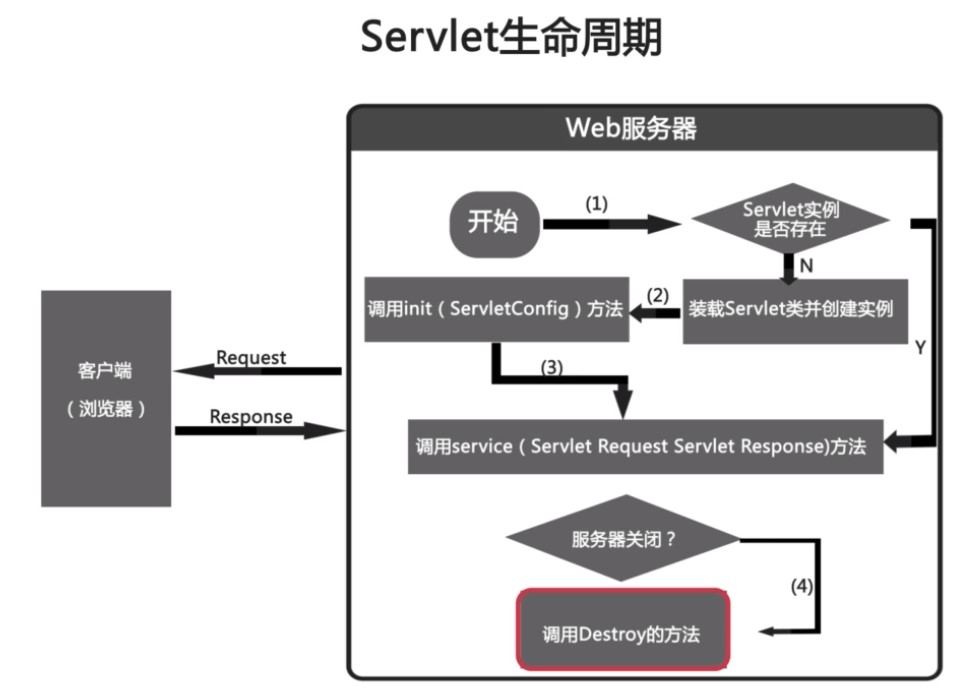 Servlet生命周期
Web服务器
开始
(1)
Servlet实例
是否存在
N
调用init（ServletConfig）方法
(2)
装载Servlet类并创建实例
Y
客户端
（浏览器）
Request
Response
(3)
调用service（Servlet Request Servlet Response)方法
服务器关闭？
(4)
调用Destroy的方法